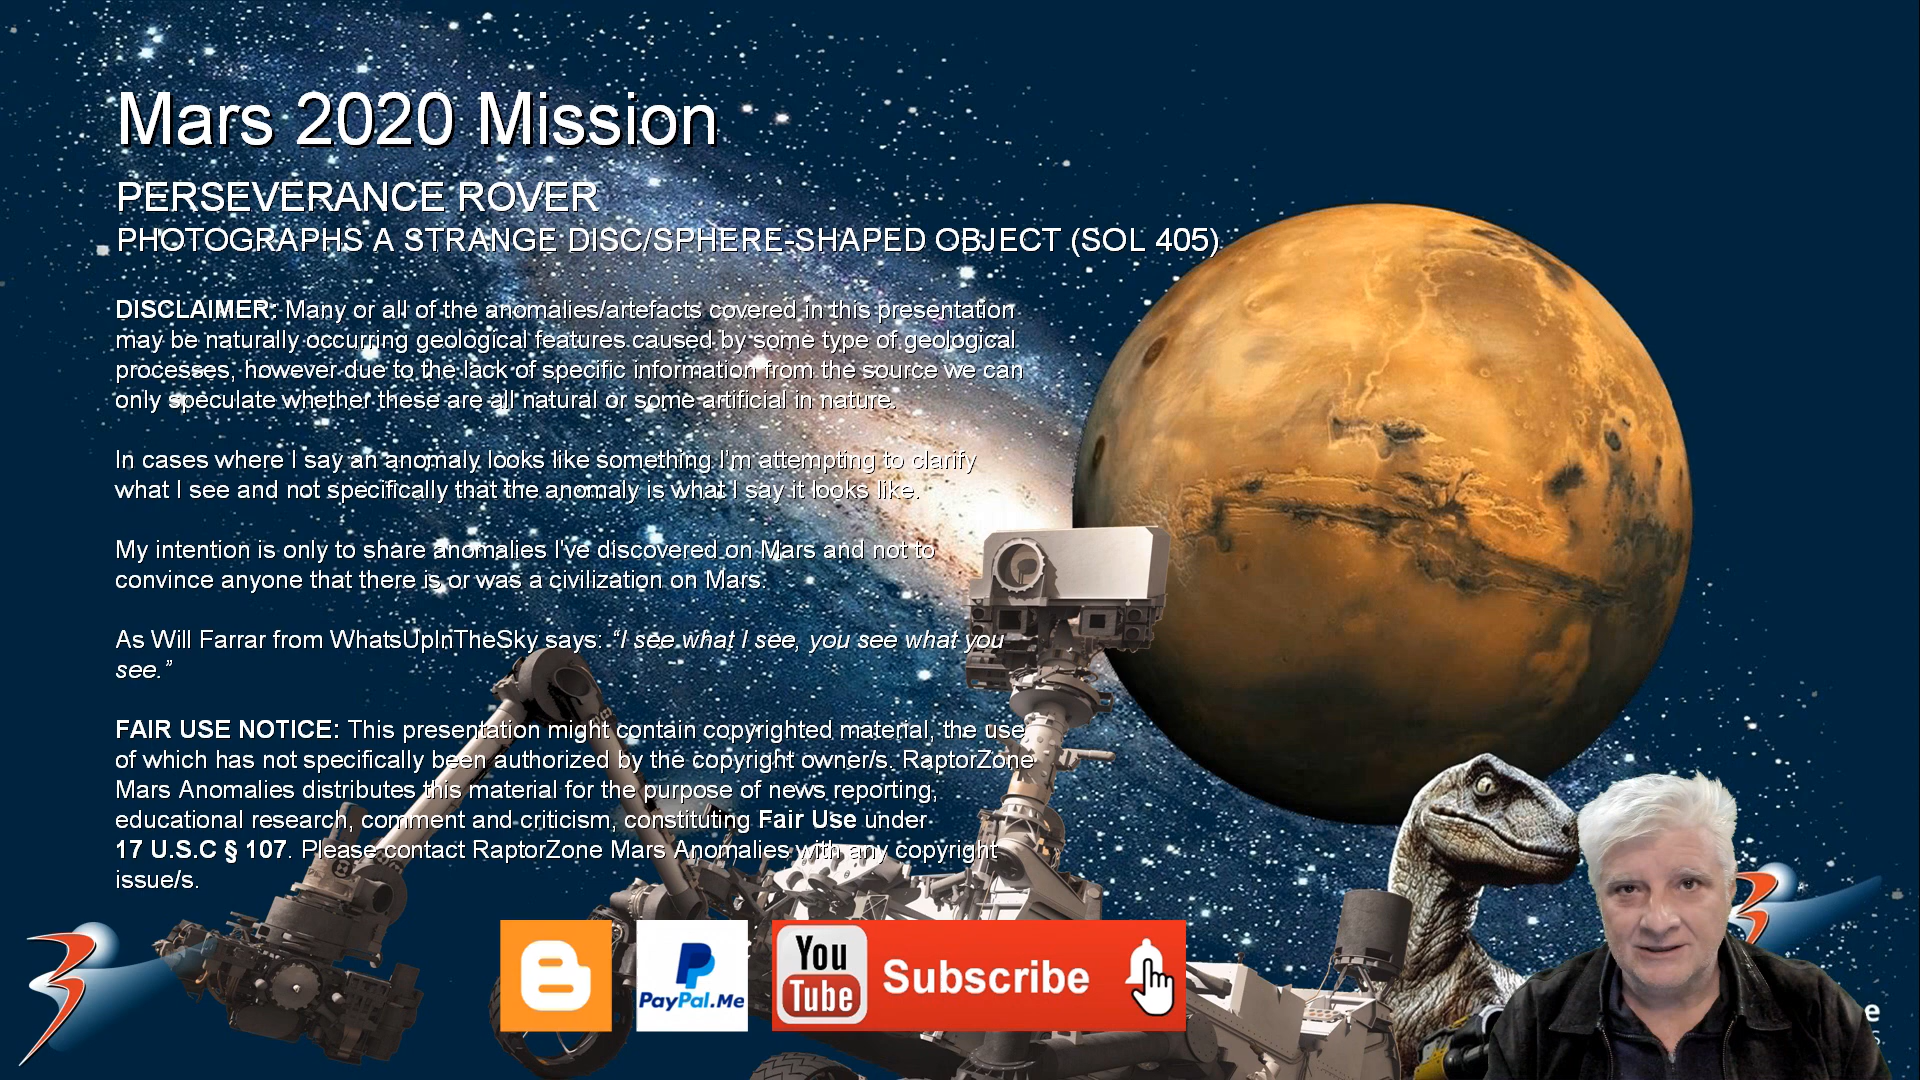 Mars 2020 Mission
PERSEVERANCE ROVER
PHOTOGRAPHS A STRANGE DISC/SPHERE-SHAPED OBJECT (SOL 405)
DISCLAIMER: Many or all of the anomalies/artefacts covered in this presentation
may be naturally occurring geological features caused by some type of geological
processes, however due to the lack of specific information from the source we can
only speculate whether these are all natural or some artificial in nature.
In cases where I say an anomaly looks like something I'm attempting to clarify
what I see and not specifically that the anomaly is what I say it looks like.
My intention is only to share anomalies I've discovered on Mars and not to
convince anyone that there is or was a civilization on Mars.
As Will Farrar from WhatsUpInTheSky says: “I see what I see, you see what you
see.”
FAIR USE NOTICE: This presentation might contain copyrighted material, the use
of which has not specifically been authorized by the copyright owner/s. RaptorZone
Mars Anomalies distributes this material for the purpose of news reporting,
educational research, comment and criticism, constituting Fair Use under
17 U.S.C § 107. Please contact RaptorZone Mars Anomalies with any copyright
issue/s.
PayPal.Me
You Tube Subscribe